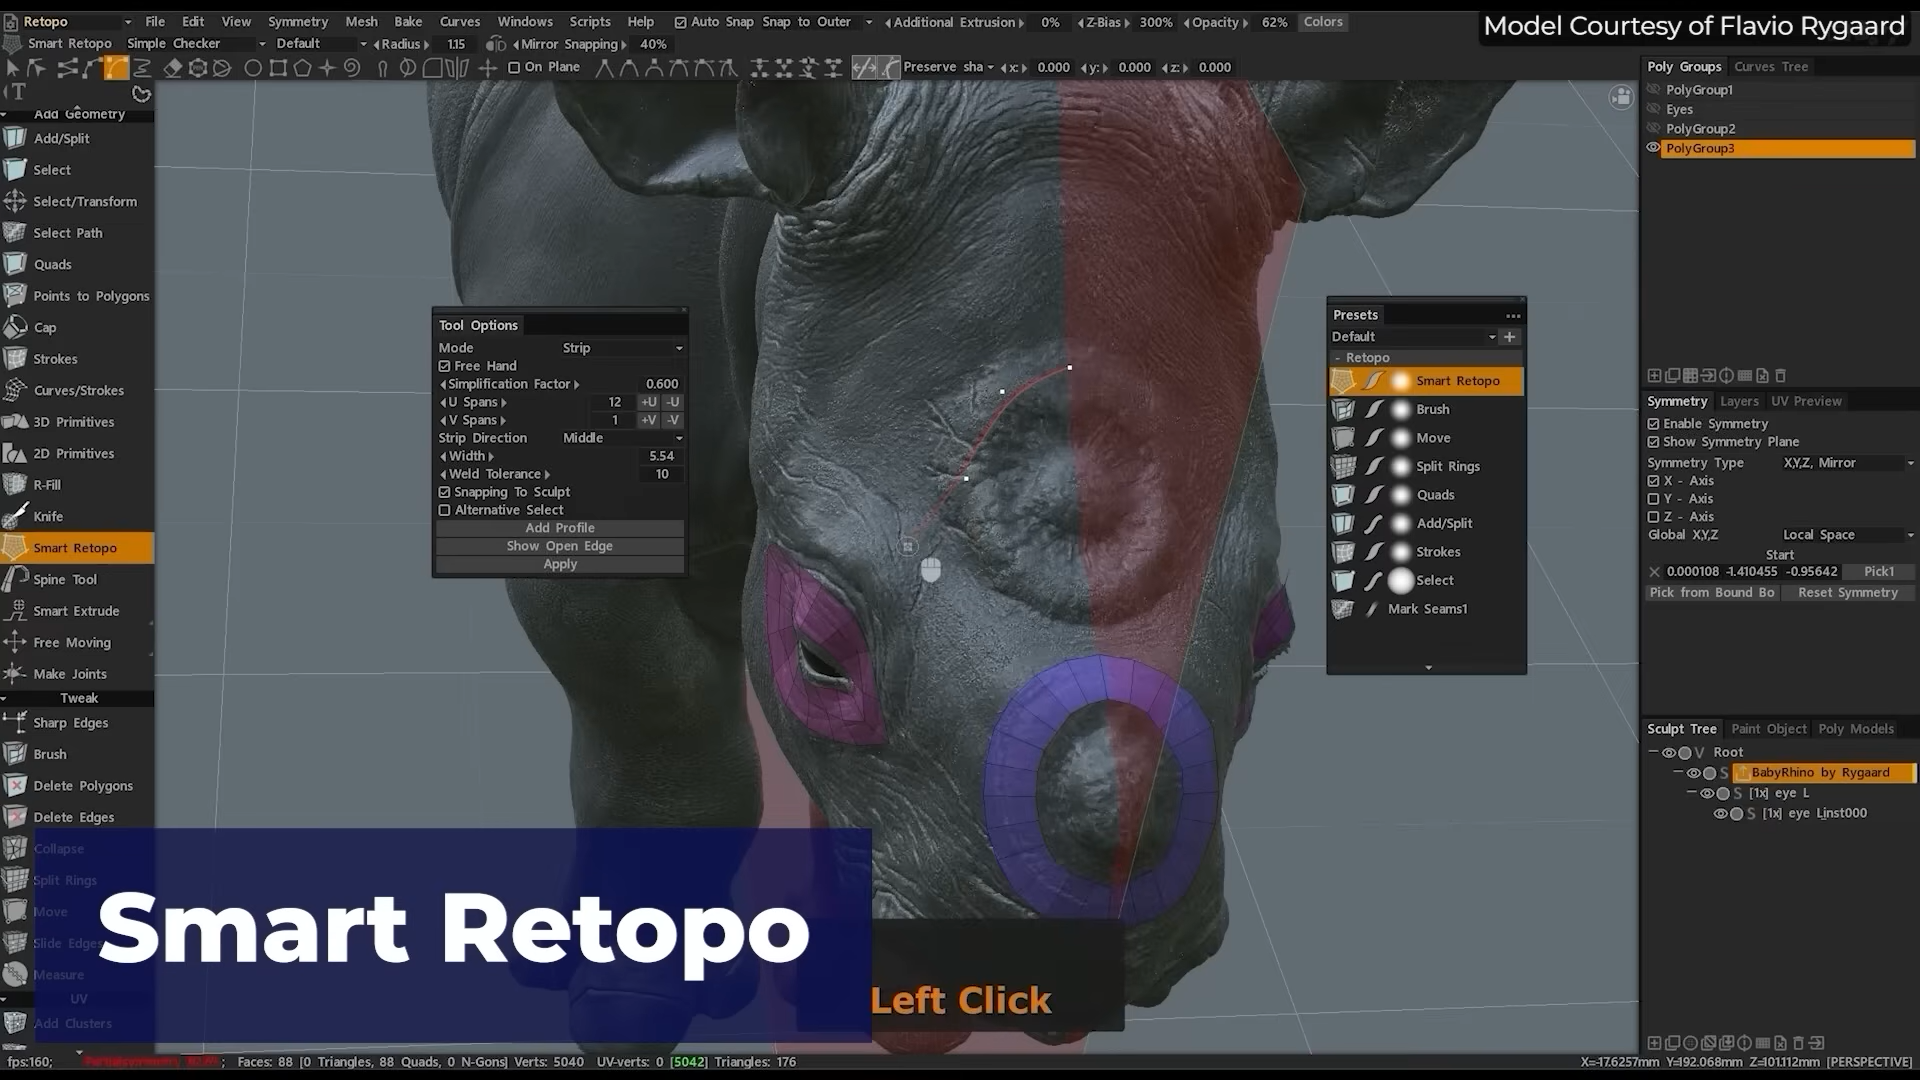 Retopo File Edit View Symmetry Mesh Bake Curves Windows Scripts Help Auto Snap Snap to Outer Additional Extrusion 0% Z-Bias 300% Opacity 62% Colors
Model Courtesy of Flavio Rygaard
Smart Retopo Simple Checker Default Radius 1.15 Mirror Snapping 40%
On Plane Preserve sha x: 0.000 y: 0.000 z: 0.000
T
Add Geometry
Add/Split
Select
Select/Transform
Select Path
Quads
Points to Polygons
Cap
Strokes
Curves/Strokes
3D Primitives
2D Primitives
R-Fill
Knife
Smart Retopo
Spine Tool
Smart Extrude
Free Moving
Make Joints
Tweak
Sharp Edges
Brush
Delete Polygons
Delete Edges
Collapse
Split Rings
Move
Slide Edges
Measure
UV
Add Clusters
Tool Options
Mode Strip
Free Hand
Simplification Factor 0.600
U Spans 12 +U -U
V Spans 1 +V -V
Strip Direction Middle
Width 5.54
Weld Tolerance 10
Snapping To Sculpt
Alternative Select
Add Profile
Show Open Edge
Apply
Presets
Default
- Retopo
Smart Retopo
Brush
Move
Split Rings
Quads
Add/Split
Strokes
Select
Mark Seams1
Poly Groups Curves Tree
PolyGroup1
Eyes
PolyGroup2
PolyGroup3
Symmetry Layers UV Preview
Enable Symmetry
Show Symmetry Plane
Symmetry Type X,Y,Z, Mirror
X - Axis
Y - Axis
Z - Axis
Global X,Y,Z Local Space
Start
0.000108 -1.410455 -0.95642 Pick1
Pick from Bound Bo Reset Symmetry
Sculpt Tree Paint Object Poly Models
V Root
S BabyRhino by Rygaard
S [1x] eye L
S [1x] eye L_inst000
Smart Retopo
Left Click
fps:160; Faces: 88 [0 Triangles, 88 Quads, 0 N-Gons] Verts: 5040 UV-verts: 0 [5042] Triangles: 176
X=-17.6257mm Y=192.068mm Z=101.112mm [PERSPECTIVE]